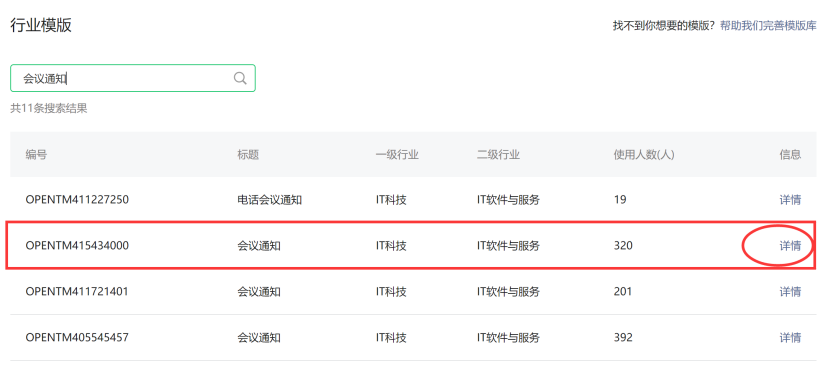 行业模版 找不到你想要的模版？帮助我们完善模版库
会议通知
共11条搜索结果
编号 标题 一级行业 二级行业 使用人数(人) 信息
OPENTM411227250 电话会议通知 IT科技 IT软件与服务 19 详情
OPENTM415434000 会议通知 IT科技 IT软件与服务 320 详情
OPENTM411721401 会议通知 IT科技 IT软件与服务 201 详情
OPENTM405545457 会议通知 IT科技 IT软件与服务 392 详情